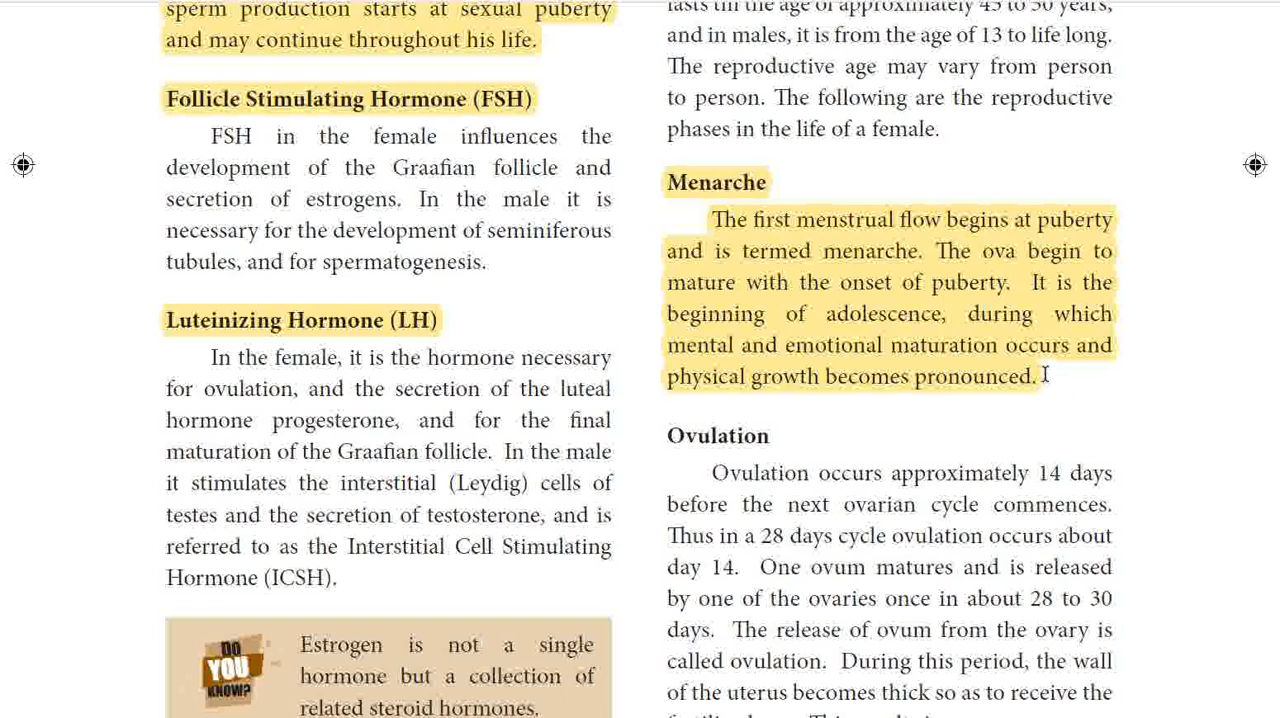 sperm production starts at sexual puberty
and may continue throughout his life.
Follicle Stimulating Hormone (FSH)
FSH in the female influences the
development of the Graafian follicle and
secretion of estrogens. In the male it is
necessary for the development of seminiferous
tubules, and for spermatogenesis.
Luteinizing Hormone (LH)
In the female, it is the hormone necessary
for ovulation, and the secretion of the luteal
hormone progesterone, and for the final
maturation of the Graafian follicle. In the male
it stimulates the interstitial (Leydig) cells of
testes and the secretion of testosterone, and is
referred to as the Interstitial Cell Stimulating
Hormone (ICSH).
DO
YOU
KNOW?
Estrogen is not a single
hormone but a collection of
related steroid hormones.
lasts till the age of approximately 45 to 50 years,
and in males, it is from the age of 13 to life long.
The reproductive age may vary from person
to person. The following are the reproductive
phases in the life of a female.
Menarche
The first menstrual flow begins at puberty
and is termed menarche. The ova begin to
mature with the onset of puberty. It is the
beginning of adolescence, during which
mental and emotional maturation occurs and
physical growth becomes pronounced.
Ovulation
Ovulation occurs approximately 14 days
before the next ovarian cycle commences.
Thus in a 28 days cycle ovulation occurs about
day 14. One ovum matures and is released
by one of the ovaries once in about 28 to 30
days. The release of ovum from the ovary is
called ovulation. During this period, the wall
of the uterus becomes thick so as to receive the